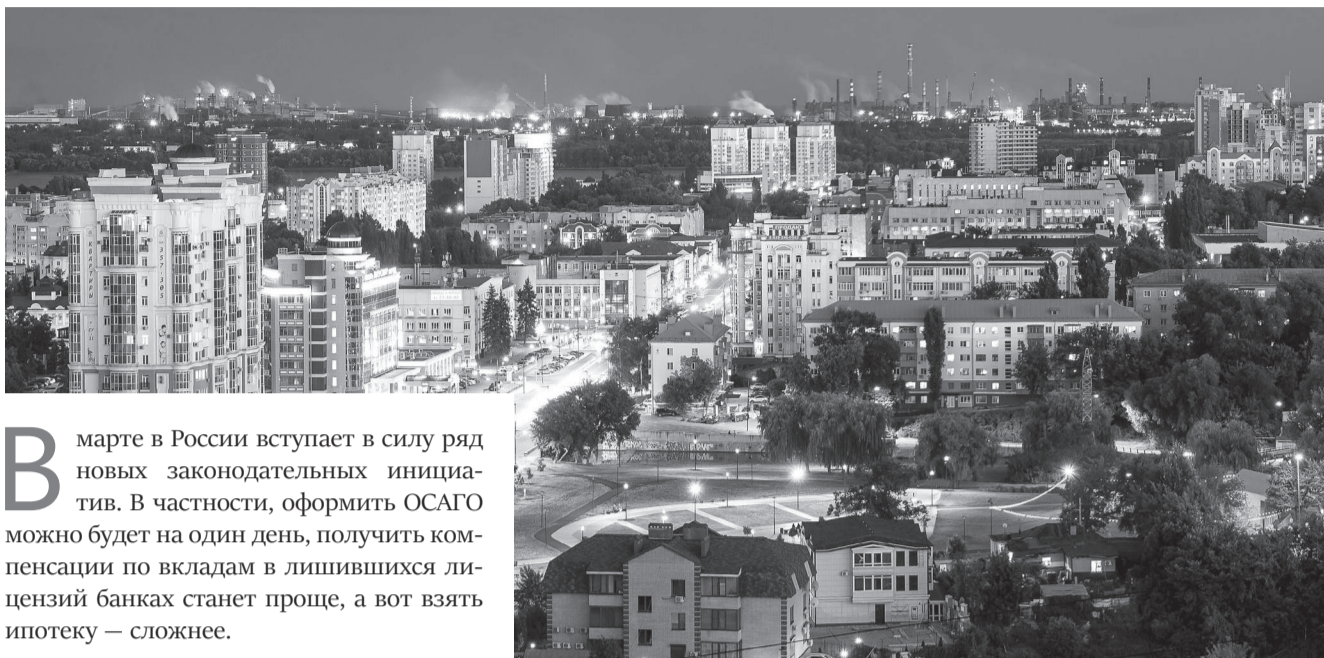 В марте в России вступает в силу ряд
новых законодательных инициа-
тив. В частности, оформить ОСАГО
можно будет на один день, получить ком-
пенсации по вкладам в лишившихся ли-
цензий банках станет проще, а вот взять
ипотеку — сложнее.